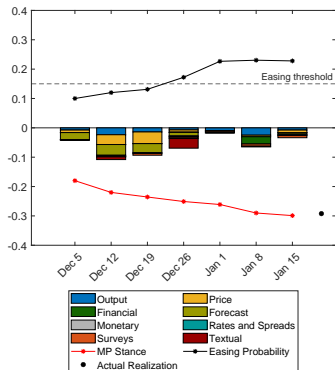 0.4
0.3
0.2
Easing threshold
0.1
0
-0.1
-0.2
-0.3
-0.4
Dec 5
Dec 12
Dec 19
Dec 26
Jan 1
Jan 8
Jan 15
Output
Price
Financial
Forecast
Monetary
Rates and Spreads
Surveys
Textual
MP Stance
Easing Probability
Actual Realization